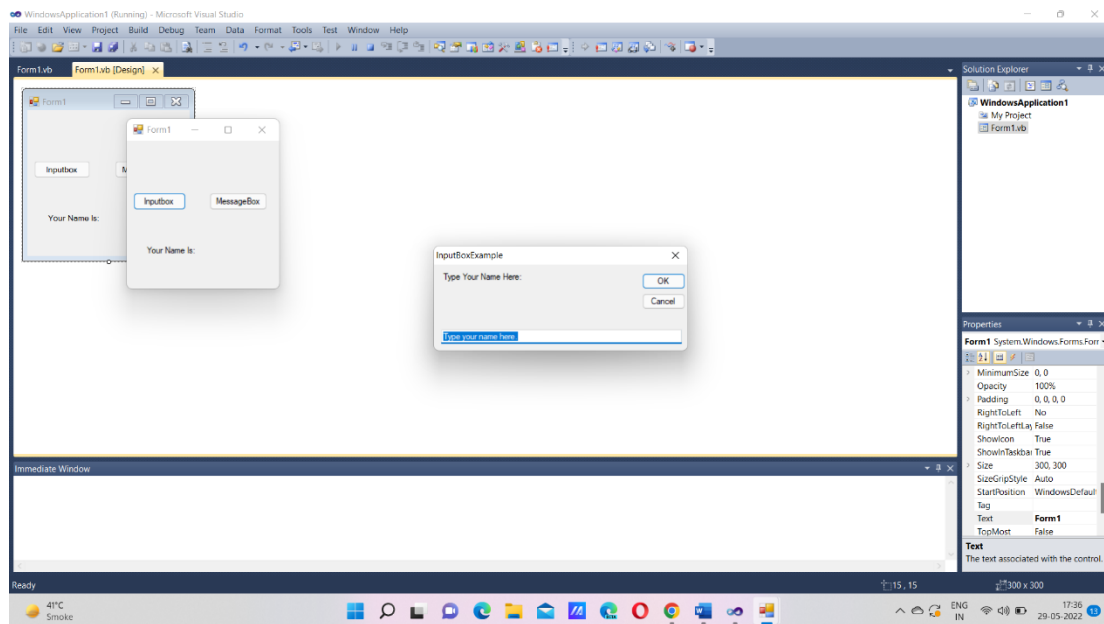 WindowsApplication1 (Running) - Microsoft Visual Studio
File Edit View Project Build Debug Team Data Format Tools Test Window Help
Form1.vb Form1.vb [Design]
Form1
Inputbox
M
Your Name Is:
Form1
Inputbox MessageBox
Your Name Is:
InputBoxExample
Type Your Name Here:
OK
Cancel
Type your name here
Solution Explorer
WindowsApplication1
My Project
Form1.vb
Properties
Form1 System.Windows.Forms.Forr
MinimumSize 0, 0
Opacity 100%
Padding 0, 0, 0, 0
RightToLeft No
RightToLeftLay False
ShowIcon True
ShowInTaskbar True
Size 300, 300
SizeGripStyle Auto
StartPosition WindowsDefault
Tag
Text Form1
TopMost False
Text
The text associated with the control.
Immediate Window
Ready 15, 15 300 x 300
41°C
Smoke
ENG
IN
17:36
29-05-2022
13